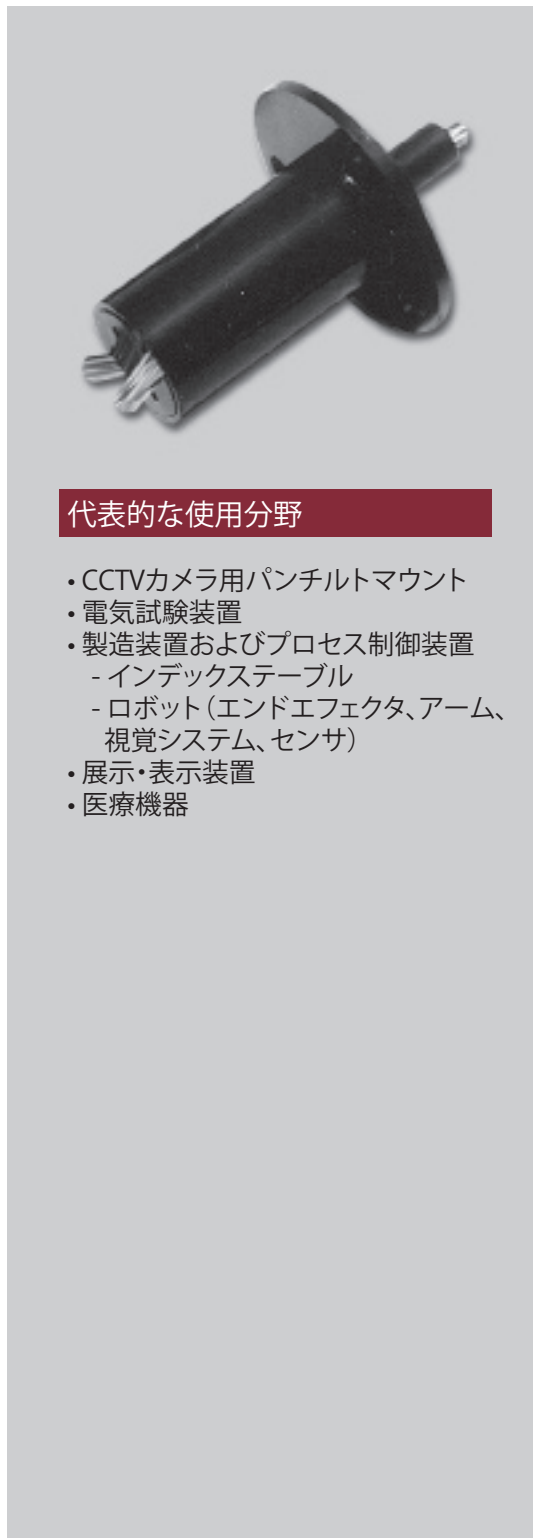 代表的な使用分野
• CCTVカメラ用パンチルトマウント
• 電気試験装置
• 製造装置およびプロセス制御装置
- インデックステーブル
- ロボット（エンドエフェクタ、アーム、
視覚システム、センサ）
• 展示・表示装置
• 医療機器